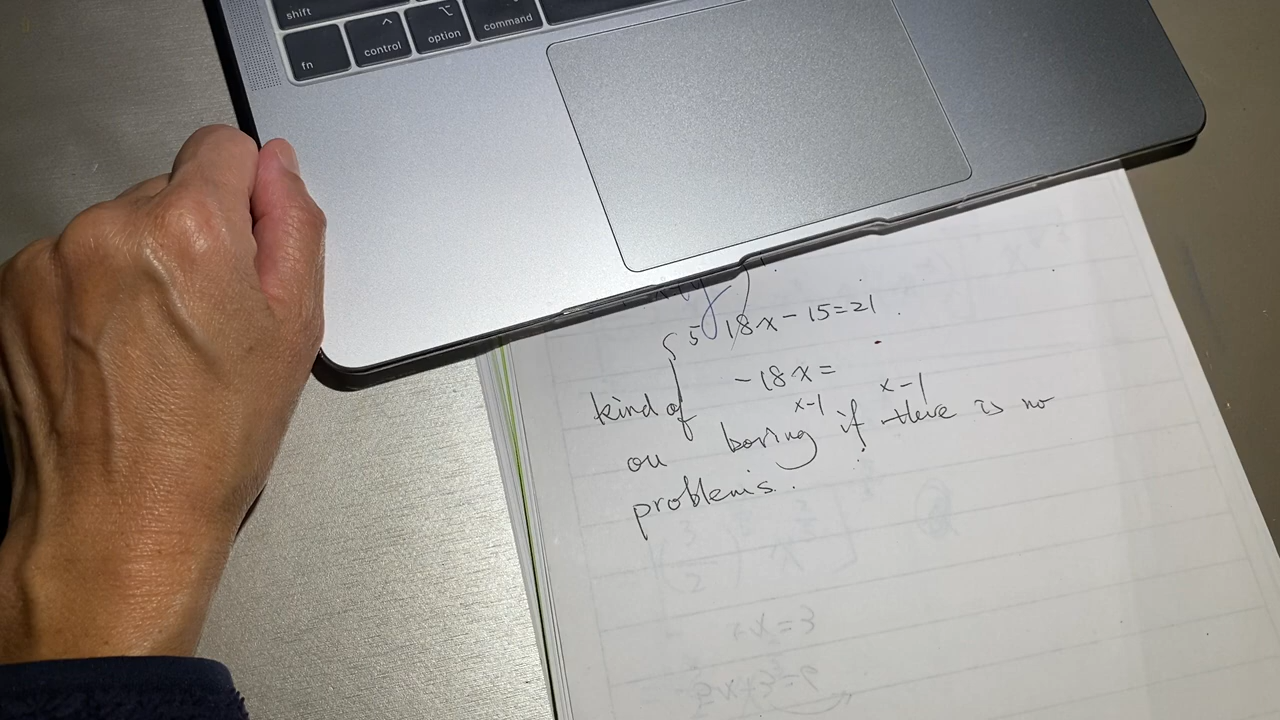 shift
fn
control
option
command
18x-15=21
-18x=
x-1 x-1
kind of
on boring if there is no
problems.